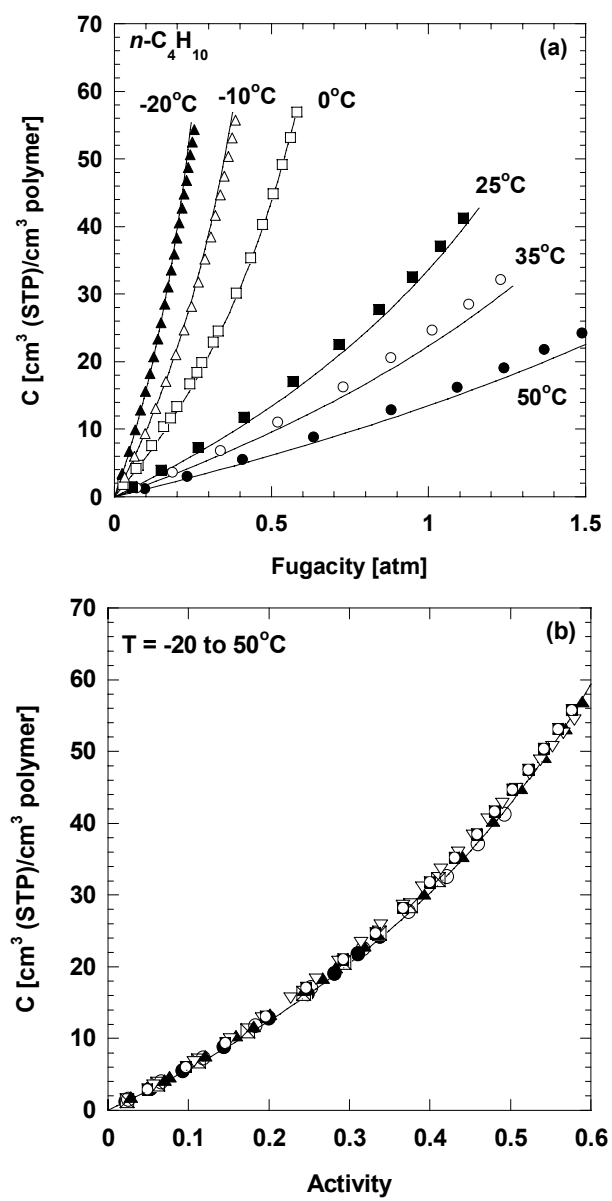 n-C4H10
(a)
-20°C
-10°C
0°C
25°C
35°C
50°C
C [cm³ (STP)/cm³ polymer]
70
60
50
40
30
20
10
0
0
0.5
1
1.5
Fugacity [atm]
(b)
T = -20 to 50°C
C [cm³ (STP)/cm³ polymer]
70
60
50
40
30
20
10
0
0
0.1
0.2
0.3
0.4
0.5
0.6
Activity